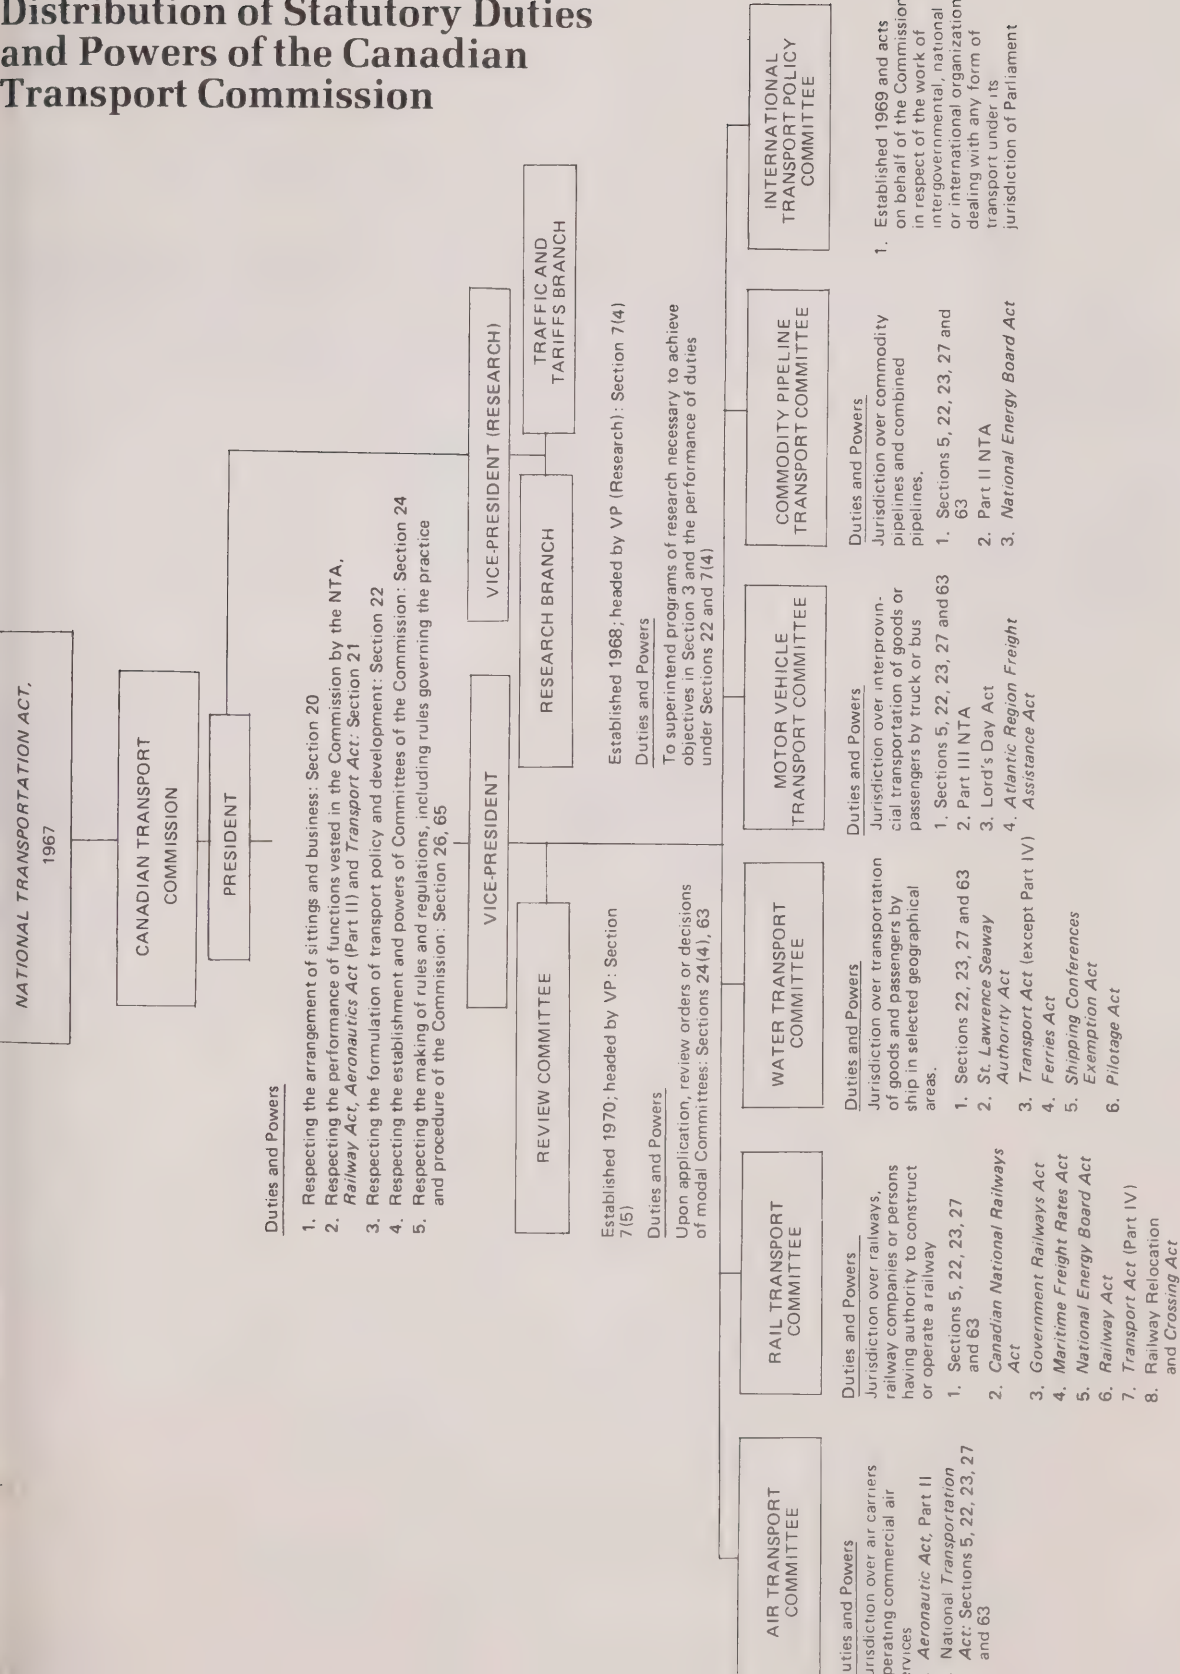 Distribution of Statutory Duties
and Powers of the Canadian
Transport Commission
NATIONAL TRANSPORTATION ACT,
1967
CANADIAN TRANSPORT
COMMISSION
PRESIDENT
Duties and Powers
1. Respecting the arrangement of sittings and business: Section 20
2. Respecting the performance of functions vested in the Commission by the NTA,
Railway Act, Aeronautics Act (Part II) and Transport Act: Section 21
3. Respecting the formulation of transport policy and development: Section 22
4. Respecting the establishment and powers of Committees of the Commission: Section 24
5. Respecting the making of rules and regulations, including rules governing the practice
and procedure of the Commission: Section 26, 65
VICE-PRESIDENT
VICE-PRESIDENT (RESEARCH)
REVIEW COMMITTEE
RESEARCH BRANCH
TRAFFIC AND
TARIFFS BRANCH
Established 1970; headed by VP: Section
7(5)
Duties and Powers
Upon application, review orders or decisions
of modal Committees: Sections 24(4), 63
Established 1968; headed by VP (Research): Section 7(4)
Duties and Powers
To superintend programs of research necessary to achieve
objectives in Section 3 and the performance of duties
under Sections 22 and 7(4)
AIR TRANSPORT
COMMITTEE
uties and Powers
urisdiction over air carriers
perating commercial air
rvices
Aeronautic Act, Part II
National Transportation
Act: Sections 5, 22, 23, 27
and 63
RAIL TRANSPORT
COMMITTEE
Duties and Powers
Jurisdiction over railways,
railway companies or persons
having authority to construct
or operate a railway
1. Sections 5, 22, 23, 27
and 63
2. Canadian National Railways
Act
3. Government Railways Act
4. Maritime Freight Rates Act
5. National Energy Board Act
6. Railway Act
7. Transport Act (Part IV)
8. Railway Relocation
and Crossing Act
WATER TRANSPORT
COMMITTEE
Duties and Powers
Jurisdiction over transportation
of goods and passengers by
ship in selected geographical
areas.
1. Sections 22, 23, 27 and 63
2. St. Lawrence Seaway
Authority Act
3. Transport Act (except Part IV)
4. Ferries Act
5. Shipping Conferences
Exemption Act
6. Pilotage Act
MOTOR VEHICLE
TRANSPORT COMMITTEE
Duties and Powers
Jurisdiction over interprovin-
cial transportation of goods or
passengers by truck or bus
1. Sections 5, 22, 23, 27 and 63
2. Part III NTA
3. Lord's Day Act
4. Atlantic Region Freight
Assistance Act
COMMODITY PIPELINE
TRANSPORT COMMITTEE
Duties and Powers
Jurisdiction over commodity
pipelines and combined
pipelines.
1. Sections 5, 22, 23, 27 and
63
2. Part II NTA
3. National Energy Board Act
INTERNATIONAL
TRANSPORT POLICY
COMMITTEE
1. Established 1969 and acts
on behalf of the Commission
in respect of the work of
intergovernmental, national
or international organization
dealing with any form of
transport under its
jurisdiction of Parliament